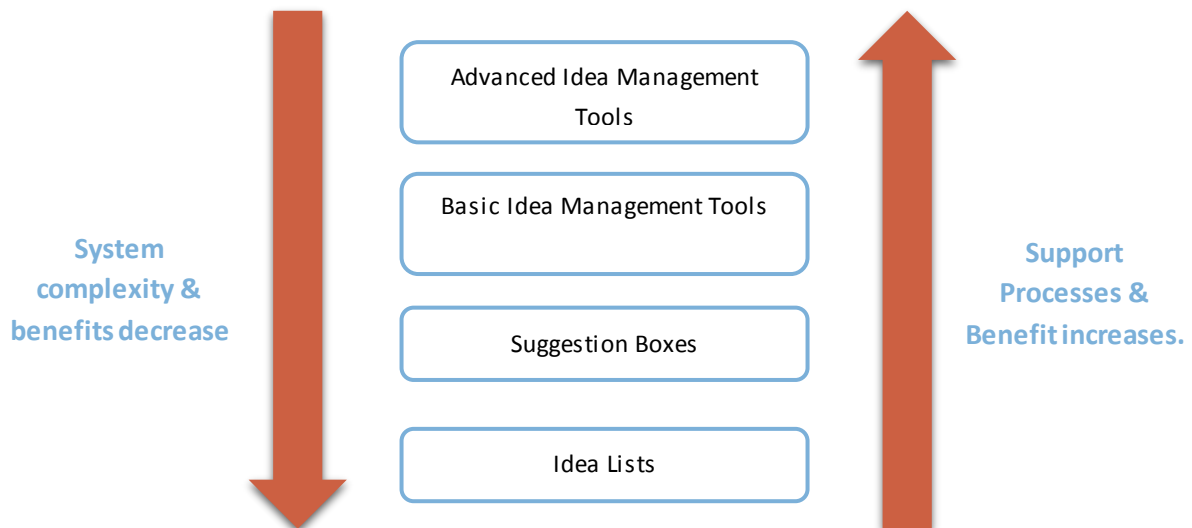 Advanced Idea Management
Tools
Basic Idea Management Tools
System
complexity &
benefits decrease
Suggestion Boxes
Idea Lists
Support
Processes &
Benefit increases.